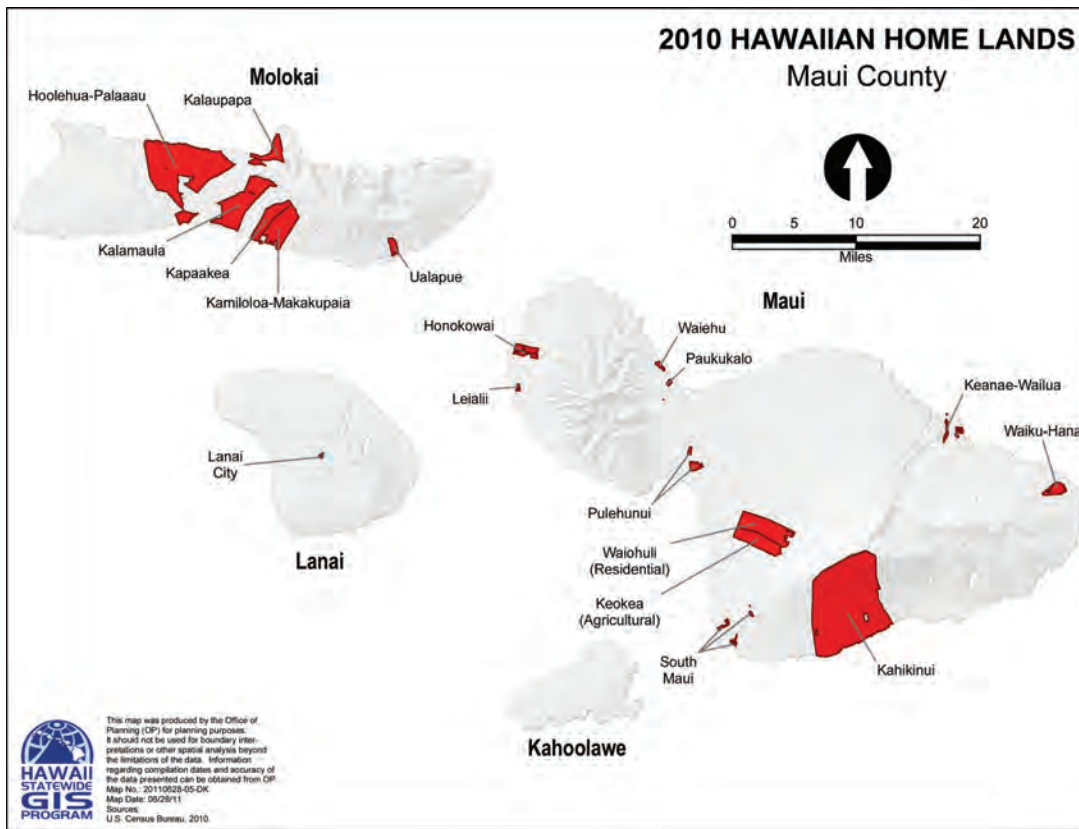 2010 HAWAIIAN HOME LANDS
Maui County
Molokai
Hoolehua-Palaaau
Kalaupapa
Kalamaula
Kapaakea
Kamiloloa-Makakupaia
Ualapue
0 5 10 20
Miles
Maui
Honokowai
Leialii
Waiehu
Paukukalo
Keanae-Wailua
Waiku-Hana
Lanai
City
Lanai
Pulehunui
Waiohuli
(Residential)
Keokea
(Agricultural)
South
Maui
Kahikinui
Kahoolawe
HAWAII
STATEWIDE
GIS
PROGRAM
This map was produced by the Office of
Planning (OP) for planning purposes.
It should not be used for boundary inter-
pretations or other spatial analysis beyond
the limitations of the data. Information
regarding compilation dates and accuracy of
the data presented can be obtained from OP.
Map No.: 20110628-05-DK
Map Date: 06/28/11
Sources:
U.S. Census Bureau, 2010.